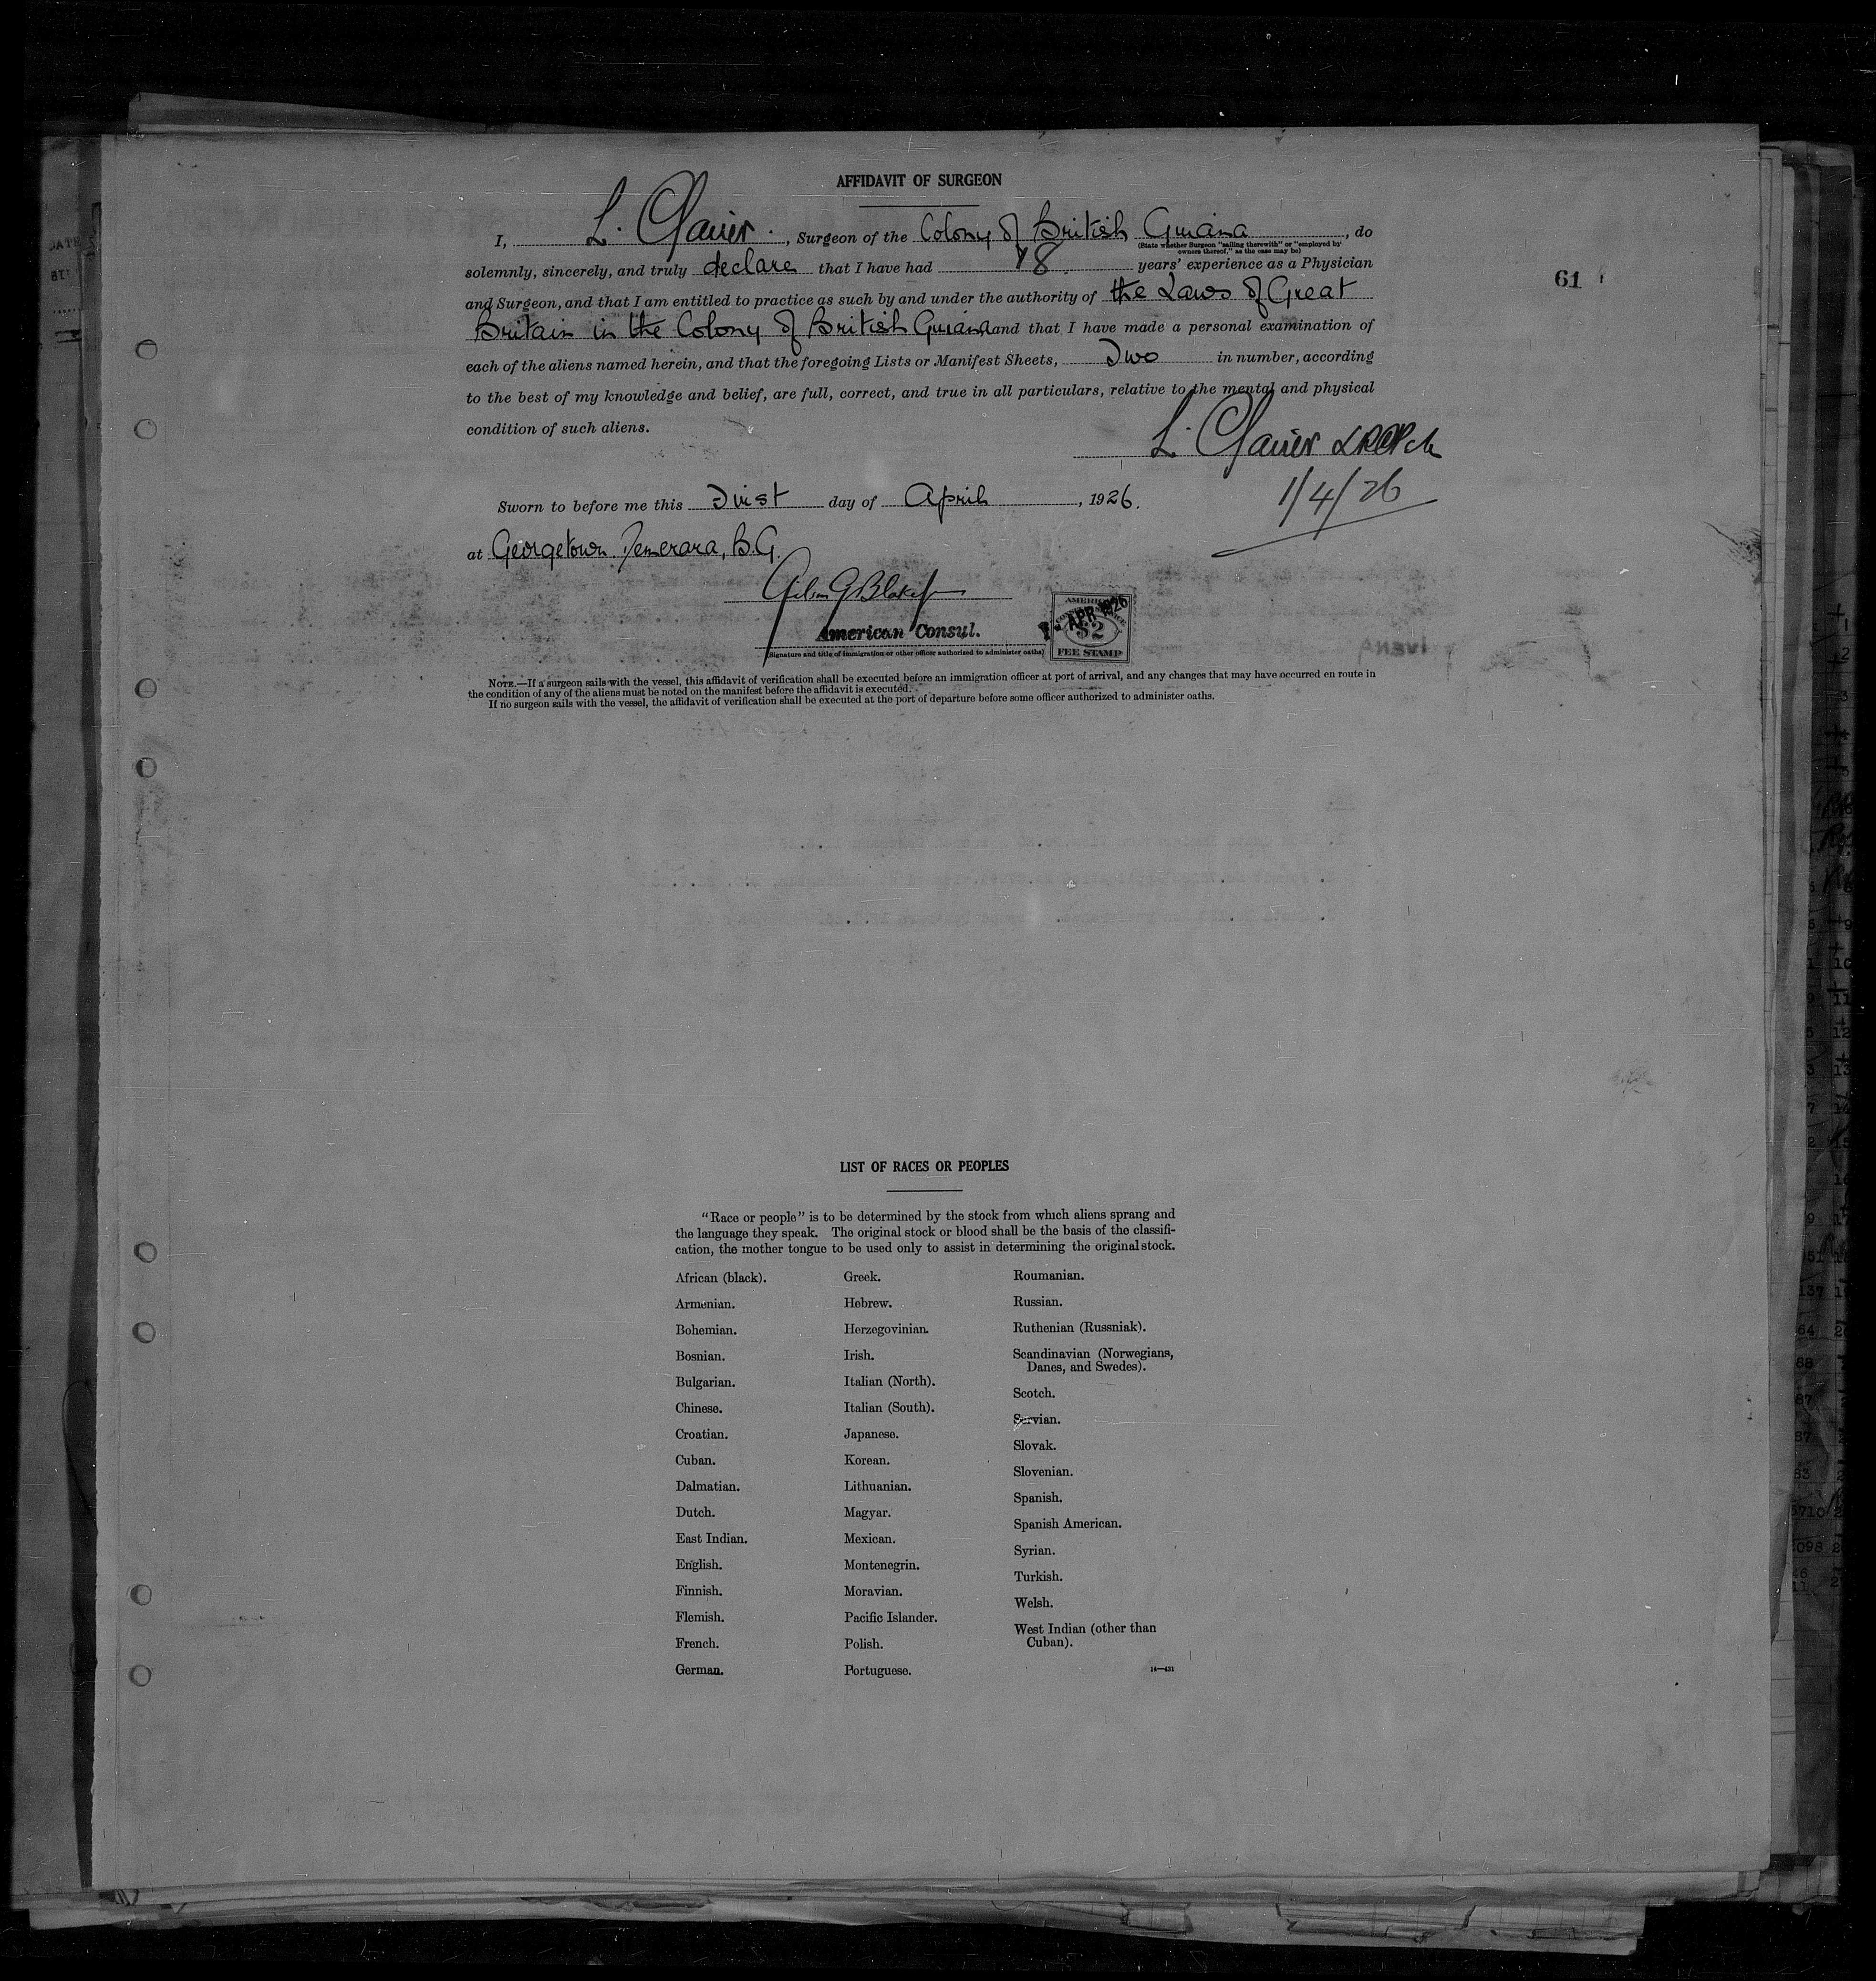 AFFIDAVIT OF SURGEON
I, L. , Surgeon of the Colony of British Guiana, do
(State whether Surgeon "sailing therewith" or "employed by owners thereof," as the case may be)
solemnly, sincerely, and truly declare that I have had 18 years' experience as a Physician
and Surgeon, and that I am entitled to practice as such by and under the authority of the Laws of Great
Britain in the Colony of British Guiana and that I have made a personal examination of
each of the aliens named herein, and that the foregoing Lists or Manifest Sheets, Two in number, according
to the best of my knowledge and belief, are full, correct, and true in all particulars, relative to the mental and physical
condition of such aliens.
L.
1/4/26
Sworn to before me this First day of April, 1926.
at Georgetown Demerara, B.G.
American Consul.
(Signature and title of immigration or other officer authorized to administer oaths)
AMERICAN
$2
APR 1926
FEE STAMP
61
NOTE.—If a surgeon sails with the vessel, this affidavit of verification shall be executed before an immigration officer at port of arrival, and any changes that may have occurred en route in
the condition of any of the aliens must be noted on the manifest before the affidavit is executed.
If no surgeon sails with the vessel, the affidavit of verification shall be executed at the port of departure before some officer authorized to administer oaths.
LIST OF RACES OR PEOPLES
"Race or people" is to be determined by the stock from which aliens sprang and
the language they speak. The original stock or blood shall be the basis of the classifi-
cation, the mother tongue to be used only to assist in determining the original stock.
African (black).
Armenian.
Bohemian.
Bosnian.
Bulgarian.
Chinese.
Croatian.
Cuban.
Dalmatian.
Dutch.
East Indian.
English.
Finnish.
Flemish.
French.
German.
Greek.
Hebrew.
Herzegovinian.
Irish.
Italian (North).
Italian (South).
Japanese.
Korean.
Lithuanian.
Magyar.
Mexican.
Montenegrin.
Moravian.
Pacific Islander.
Polish.
Portuguese.
Roumanian.
Russian.
Ruthenian (Russniak).
Scandinavian (Norwegians,
Danes, and Swedes).
Scotch.
Servian.
Slovak.
Slovenian.
Spanish.
Spanish American.
Syrian.
Turkish.
Welsh.
West Indian (other than
Cuban).
14—431